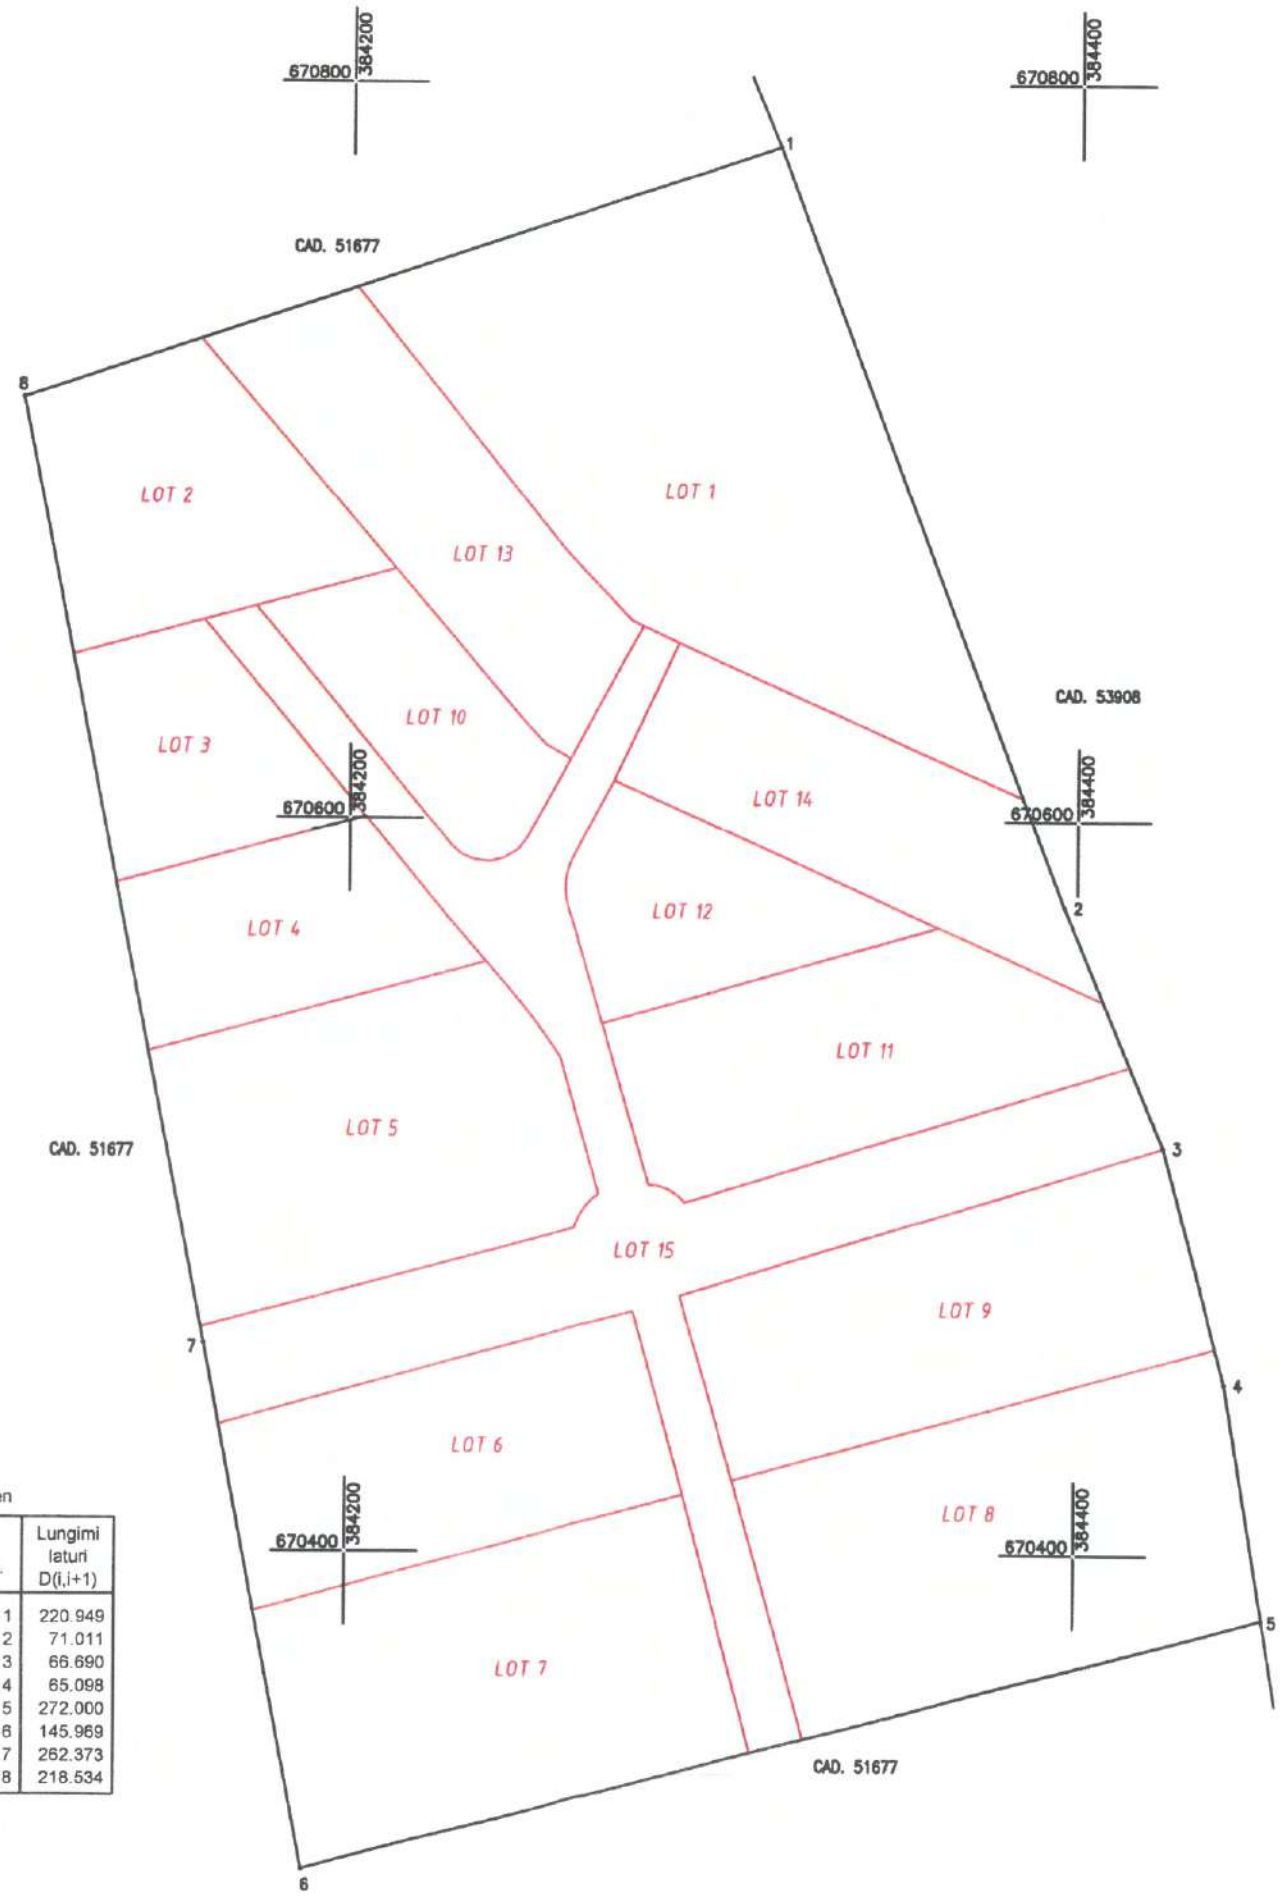 384200
670800
384400
670800
1
CAD. 51677
8
LOT 2
LOT 1
LOT 13
CAD. 53908
LOT 10
LOT 3
384200
670600
LOT 14
384400
670600
LOT 12
2
LOT 4
LOT 11
LOT 5
CAD. 51677
3
LOT 15
LOT 9
7
4
LOT 6
en
384200
670400
LOT 8
384400
670400
Lungimi
laturi
D(i,i+1)
1 220.949
2 71.011
3 66.690
4 65.098
5 272.000
6 145.969
7 262.373
8 218.534
5
LOT 7
CAD. 51677
6